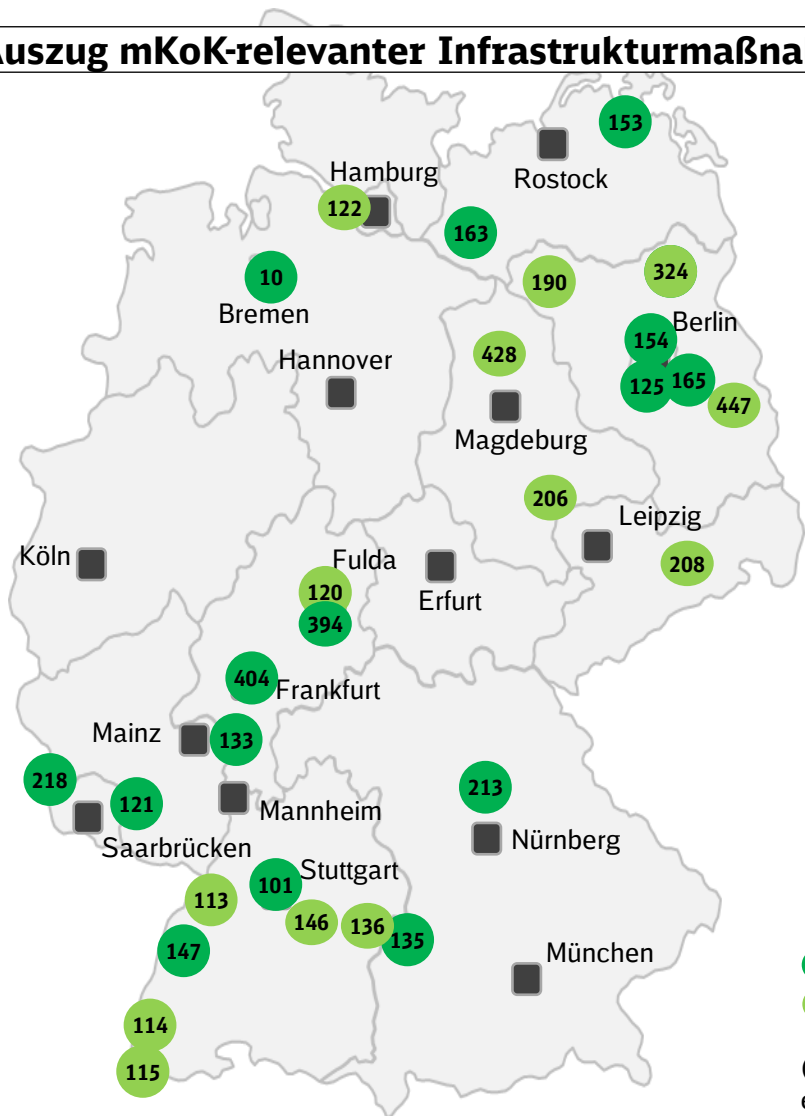 Auszug mKoK-relevanter Infrastrukturmaßna
153
Rostock
Hamburg
122
163
10
Bremen
190
324
Berlin
154
125
165
447
Hannover
428
Magdeburg
206
Leipzig
208
Köln
Fulda
120
394
Erfurt
404
Frankfurt
Mainz
133
218
121
Saarbrücken
Mannheim
213
Nürnberg
Stuttgart
101
113
146
136
135
147
München
114
115